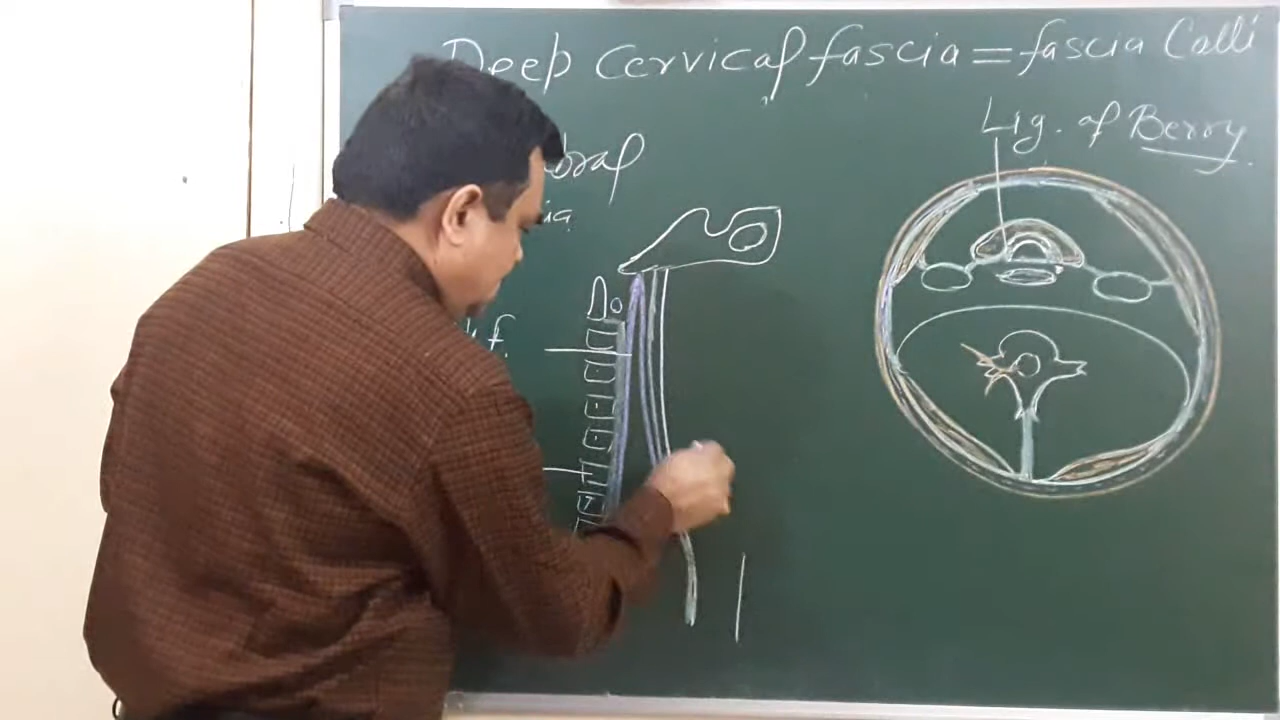 Deep Cervical fascia = fascia Colli
Lig. of Berry